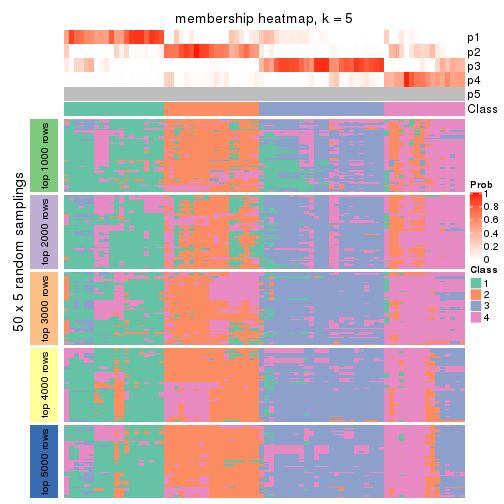 membership heatmap, k = 5
p1
p2
p3
p4
p5
Class
50 x 5 random samplings
top 1000 rows
top 2000 rows
top 3000 rows
top 4000 rows
top 5000 rows
Prob
1
0.8
0.6
0.4
0.2
0
Class
1
2
3
4